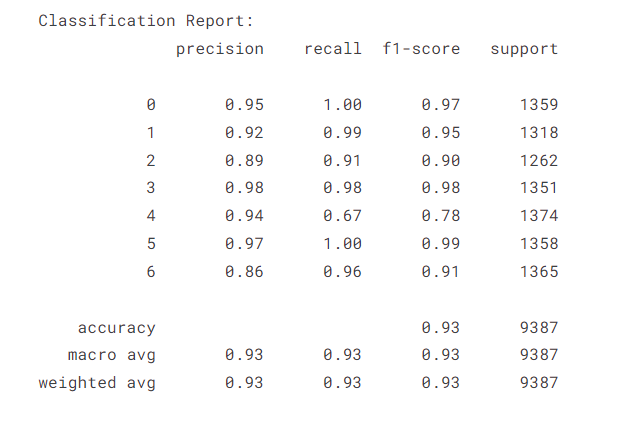 Classification Report:
precision recall f1-score support
0 0.95 1.00 0.97 1359
1 0.92 0.99 0.95 1318
2 0.89 0.91 0.90 1262
3 0.98 0.98 0.98 1351
4 0.94 0.67 0.78 1374
5 0.97 1.00 0.99 1358
6 0.86 0.96 0.91 1365
accuracy 0.93 9387
macro avg 0.93 0.93 0.93 9387
weighted avg 0.93 0.93 0.93 9387